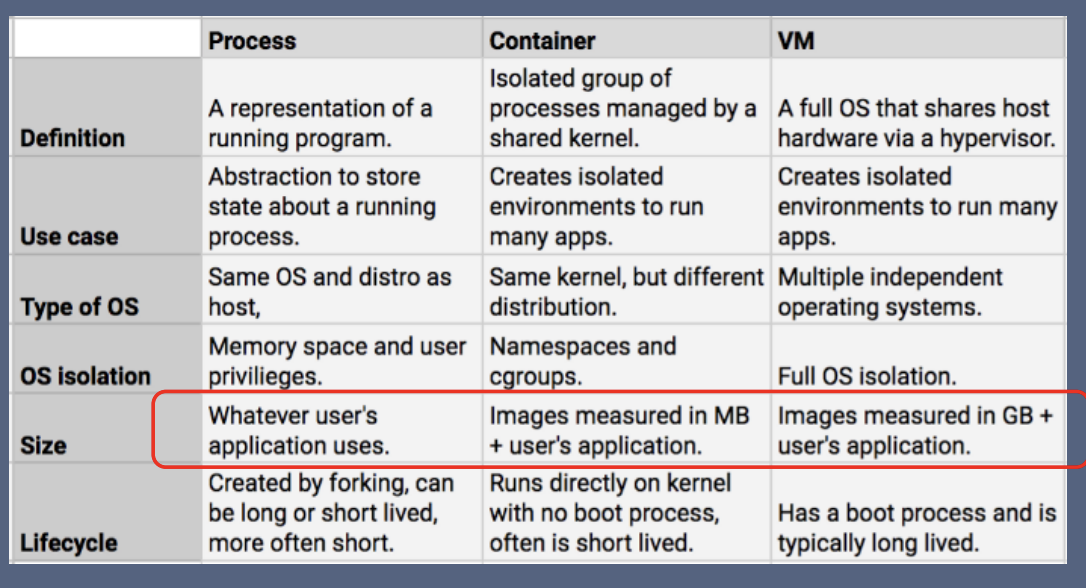 Process
Container
VM
Definition
A representation of a
running program.
Isolated group of
processes managed by a
shared kernel.
A full OS that shares host
hardware via a hypervisor.
Use case
Abstraction to store
state about a running
process.
Creates isolated
environments to run
many apps.
Creates isolated
environments to run many
apps.
Type of OS
Same OS and distro as
host,
Same kernel, but different
distribution.
Multiple independent
operating systems.
OS isolation
Memory space and user
privilieges.
Namespaces and
cgroups.
Full OS isolation.
Size
Whatever user's
application uses.
Images measured in MB
+ user's application.
Images measured in GB +
user's application.
Lifecycle
Created by forking, can
be long or short lived,
more often short.
Runs directly on kernel
with no boot process,
often is short lived.
Has a boot process and is
typically long lived.